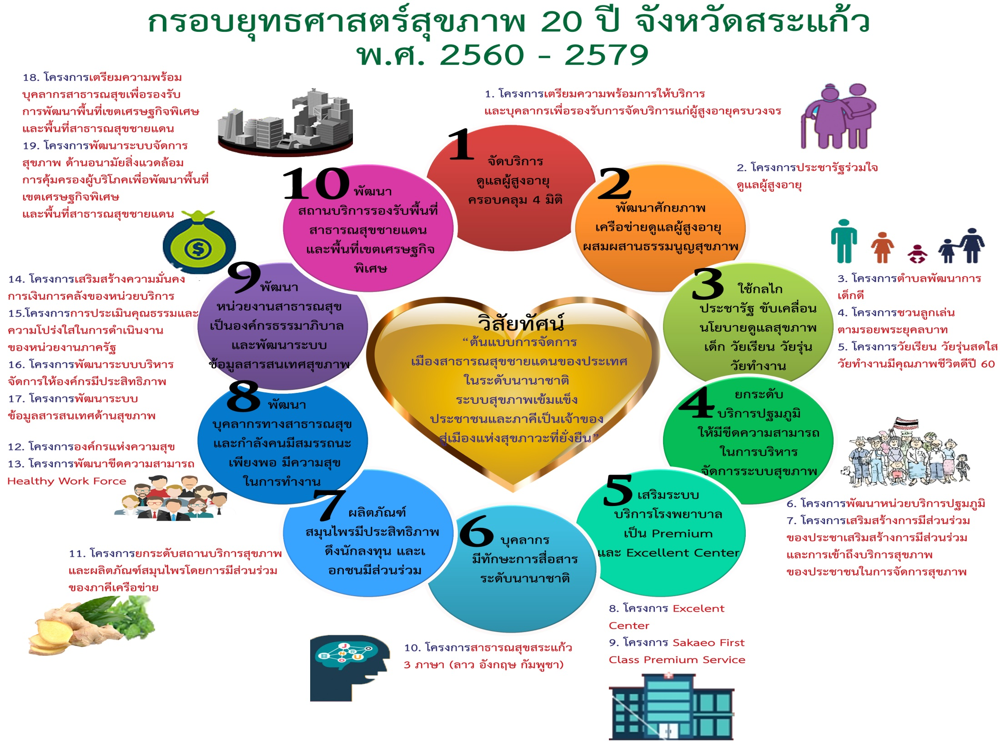 กรอบยุทธศาสตร์สุขภาพ 20 ปี จังหวัดสระแก้ว
พ.ศ. 2560 - 2579
1. โครงการเตรียมความพร้อมการให้บริการ
และบุคลากรเพื่อรองรับการจัดบริการแก่ผู้สูงอายุครบวงจร
1
จัดบริการ
ดูแลผู้สูงอายุ
ครอบคลุม 4 มิติ
2. โครงการประชารัฐร่วมใจ
ดูแลผู้สูงอายุ
2
พัฒนาศักยภาพ
เครือข่ายดูแลผู้สูงอายุ
ผสมผสานธรรมนูญสุขภาพ
3
ใช้กลไก
ประชารัฐ ขับเคลื่อน
นโยบายดูแลสุขภาพ
เด็ก วัยเรียน วัยรุ่น
วัยทำงาน
3. โครงการตำบลพัฒนาการ
เด็กดี
4. โครงการชวนลูกเล่น
ตามรอยพระยุคลบาท
5. โครงการวัยเรียน วัยรุ่นสดใส
วัยทำงานมีคุณภาพชีวิตดีปี 60
4
ยกระดับ
บริการปฐมภูมิ
ให้มีขีดความสามารถ
ในการบริหาร
จัดการระบบสุขภาพ
6. โครงการพัฒนาหน่วยบริการปฐมภูมิ
7. โครงการเสริมสร้างการมีส่วนร่วม
ของประชาเสริมสร้างการมีส่วนร่วม
และการเข้าถึงบริการสุขภาพ
ของประชาชนในการจัดการสุขภาพ
5
เสริมระบบ
บริการโรงพยาบาล
เป็น Premium
และ Excellent Center
8. โครงการ Excelent
Center
9. โครงการ Sakaeo First
Class Premium Service
6
บุคลากร
มีทักษะการสื่อสาร
ระดับนานาชาติ
10. โครงการสาธารณสุขสระแก้ว
3 ภาษา (ลาว อังกฤษ กัมพูชา)
J
B
N
R
U
O
7
ผลิตภัณฑ์
สมุนไพรมีประสิทธิภาพ
ดึงนักลงทุน และเ
อกชนมีส่วนร่วม
11. โครงการยกระดับสถานบริการสุขภาพ
และผลิตภัณฑ์สมุนไพรโดยการมีส่วนร่วม
ของภาคีเครือข่าย
8
พัฒนา
บุคลากรทางสาธารณสุข
และกำลังคนมีสมรรถนะ
เพียงพอ มีความสุข
ในการทำงาน
12. โครงการองค์กรแห่งความสุข
13. โครงการพัฒนาขีดความสามารถ
Healthy Work Force
9
พัฒนา
หน่วยงานสาธารณสุข
เป็นองค์กรธรรมาภิบาล
และพัฒนาระบบ
ข้อมูลสารสนเทศสุขภาพ
$
14. โครงการเสริมสร้างความมั่นคง
การเงินการคลังของหน่วยบริการ
15.โครงการการประเมินคุณธรรมและ
ความโปร่งใสในการดำเนินงาน
ของหน่วยงานภาครัฐ
16. โครงการพัฒนาระบบบริหาร
จัดการให้องค์กรมีประสิทธิภาพ
17. โครงการพัฒนาระบบ
ข้อมูลสารสนเทศด้านสุขภาพ
10
พัฒนา
สถานบริการรองรับพื้นที่
สาธารณสุขชายแดน
และพื้นที่เขตเศรษฐกิจ
พิเศษ
18. โครงการเตรียมความพร้อม
บุคลากรสาธารณสุขเพื่อรองรับ
การพัฒนาพื้นที่เขตเศรษฐกิจพิเศษ
และพื้นที่สาธารณสุขชายแดน
19. โครงการพัฒนาระบบจัดการ
สุขภาพ ด้านอนามัยสิ่งแวดล้อม
การคุ้มครองผู้บริโภคเพื่อพัฒนาพื้นที่
เขตเศรษฐกิจพิเศษ
และพื้นที่สาธารณสุขชายแดน
วิสัยทัศน์
“ต้นแบบการจัดการ
เมืองสาธารณสุขชายแดนของประเทศ
ในระดับนานาชาติ
ระบบสุขภาพเข้มแข็ง
ประชาชนและภาคีเป็นเจ้าของ
สู่เมืองแห่งสุขภาวะที่ยั่งยืน”